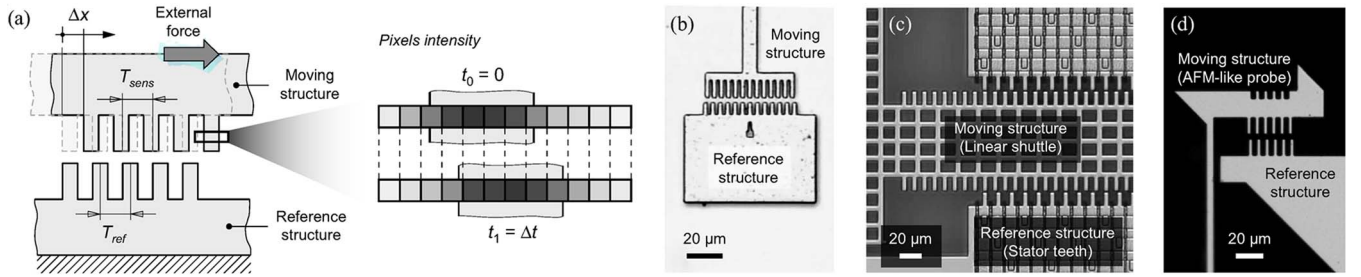 (a)
Δx
External
force
T_sens
Moving
structure
T_ref
Reference
structure
Pixels intensity
t₀ = 0
t₁ = Δt
(b)
Moving
structure
Reference
structure
20 μm
(c)
Moving structure
(Linear shuttle)
Reference structure
(Stator teeth)
20 μm
(d)
Moving structure
(AFM-like probe)
Reference
structure
20 μm